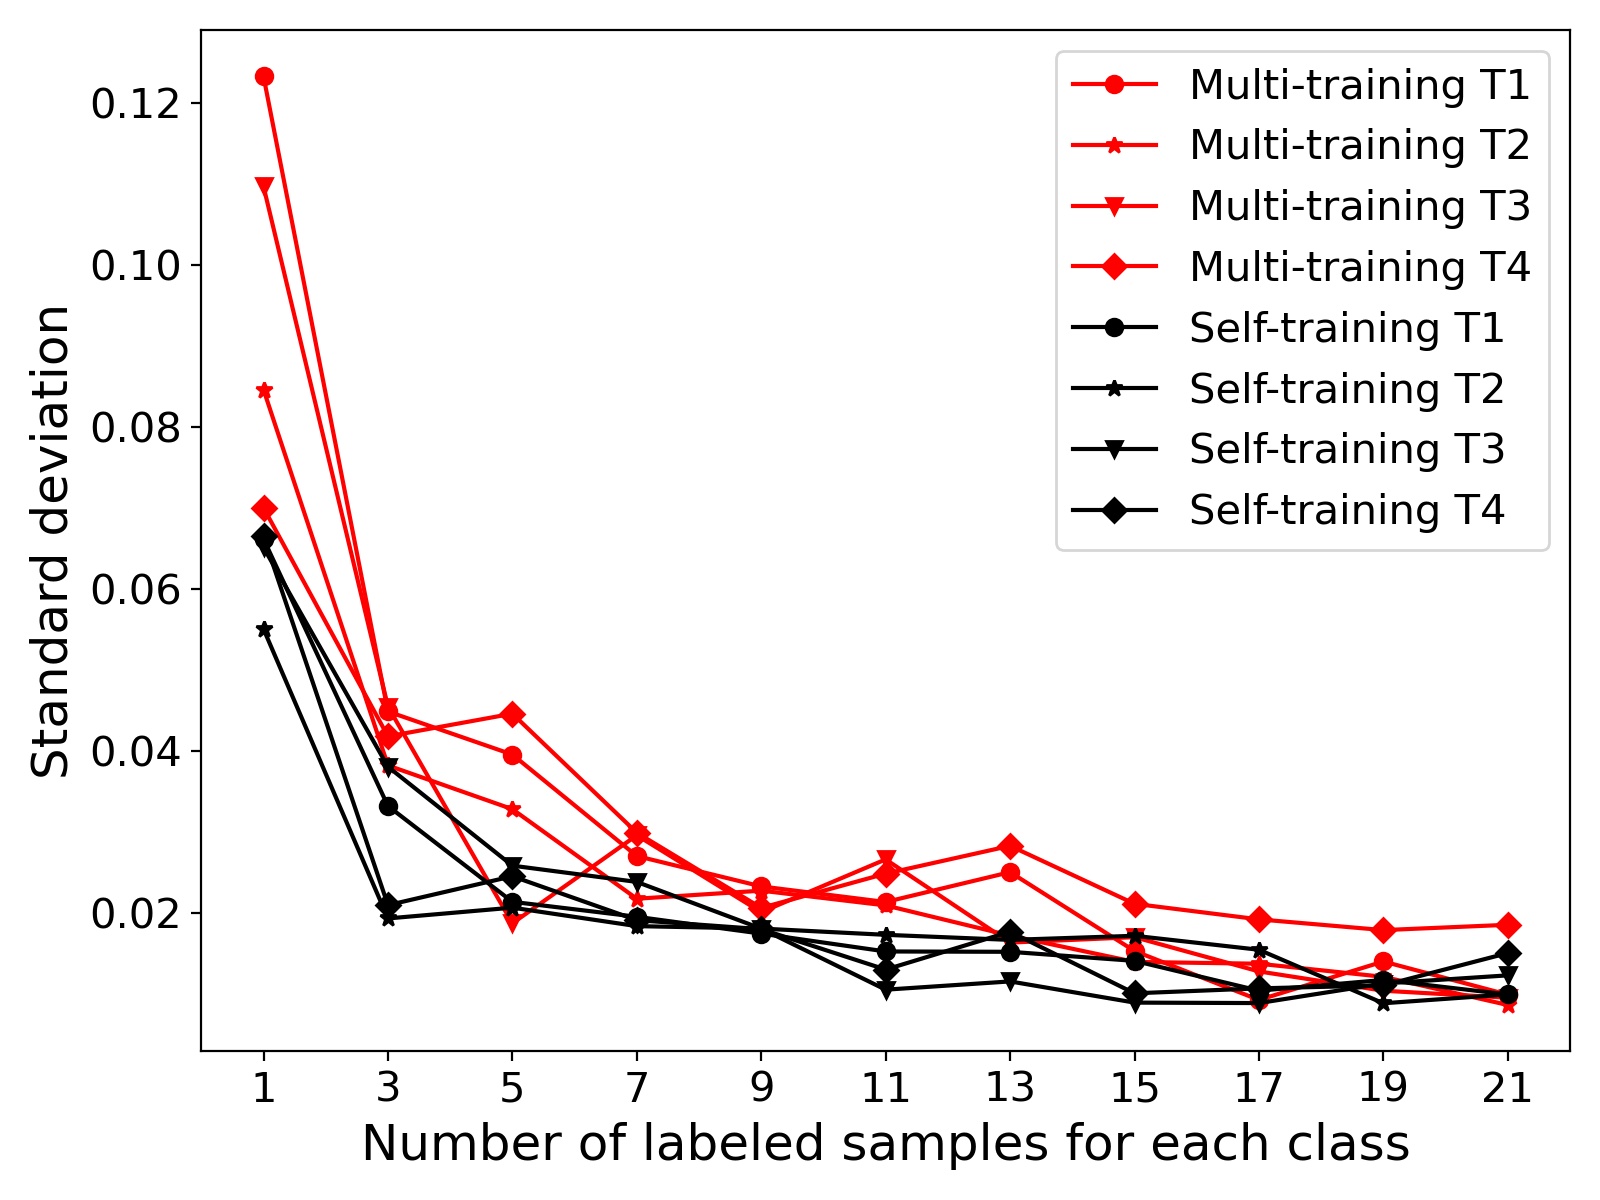 Standard deviation
0.12
0.10
0.08
0.06
0.04
0.02
Multi-training T1
Multi-training T2
Multi-training T3
Multi-training T4
Self-training T1
Self-training T2
Self-training T3
Self-training T4
1 3 5 7 9 11 13 15 17 19 21
Number of labeled samples for each class